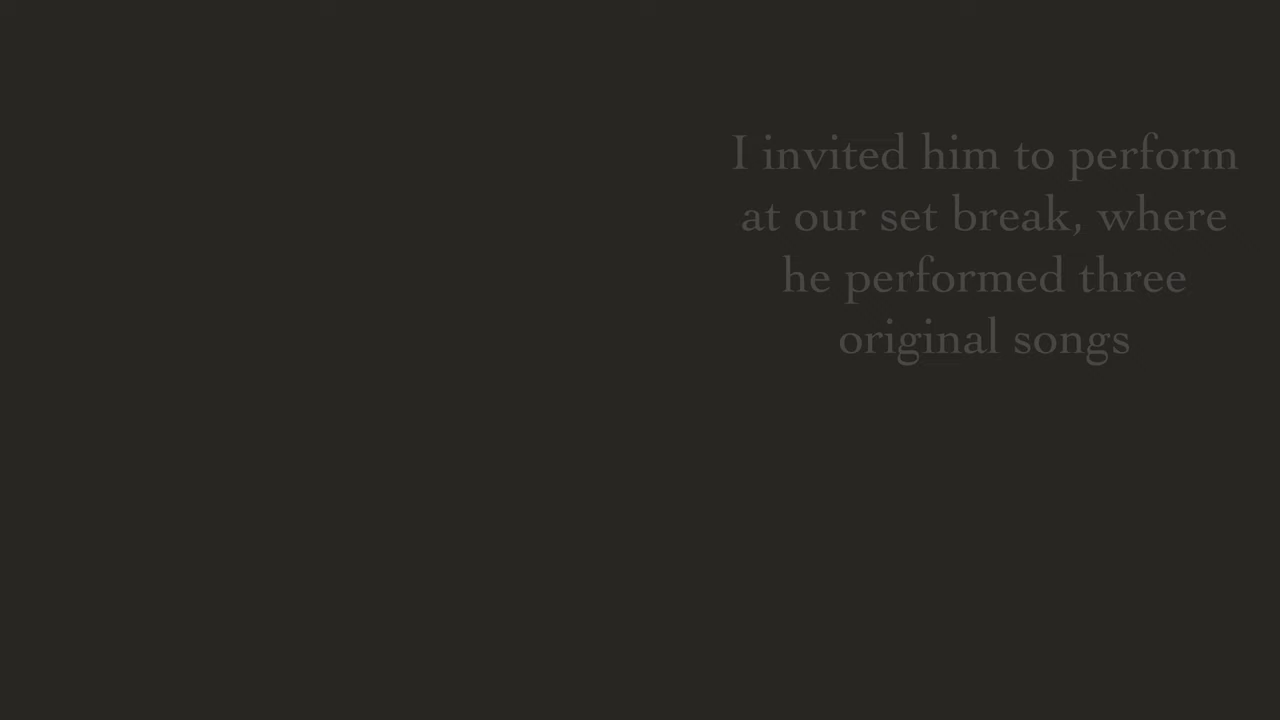 I invited him to perform
at our set break, where
he performed three
original songs